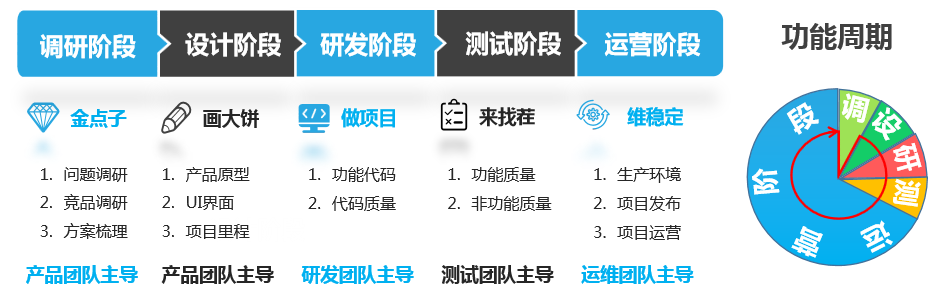 调研阶段
设计阶段
研发阶段
测试阶段
运营阶段
功能周期
金点子
画大饼
</>
做项目
来找茬
维稳定
1. 问题调研
2. 竞品调研
3. 方案梳理
1. 产品原型
2. UI界面
3. 项目里程
1. 功能代码
2. 代码质量
1. 功能质量
2. 非功能质量
1. 生产环境
2. 项目发布
3. 项目运营
产品团队主导
产品团队主导
研发团队主导
测试团队主导
运维团队主导
调
设
研
测
运
营
阶
段